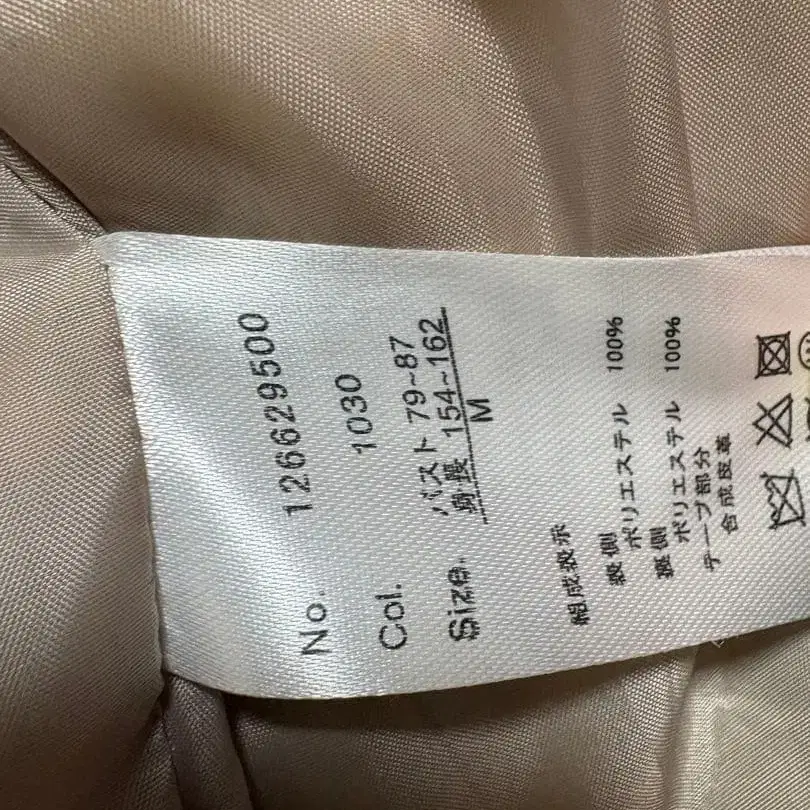 No. 126629500
Col. 1030
Size. バスト 79~87
身長 154~162
M
組成表示
表側
ポリエステル 100%
裏側
ポリエステル 100%
テープ部分
合成皮革